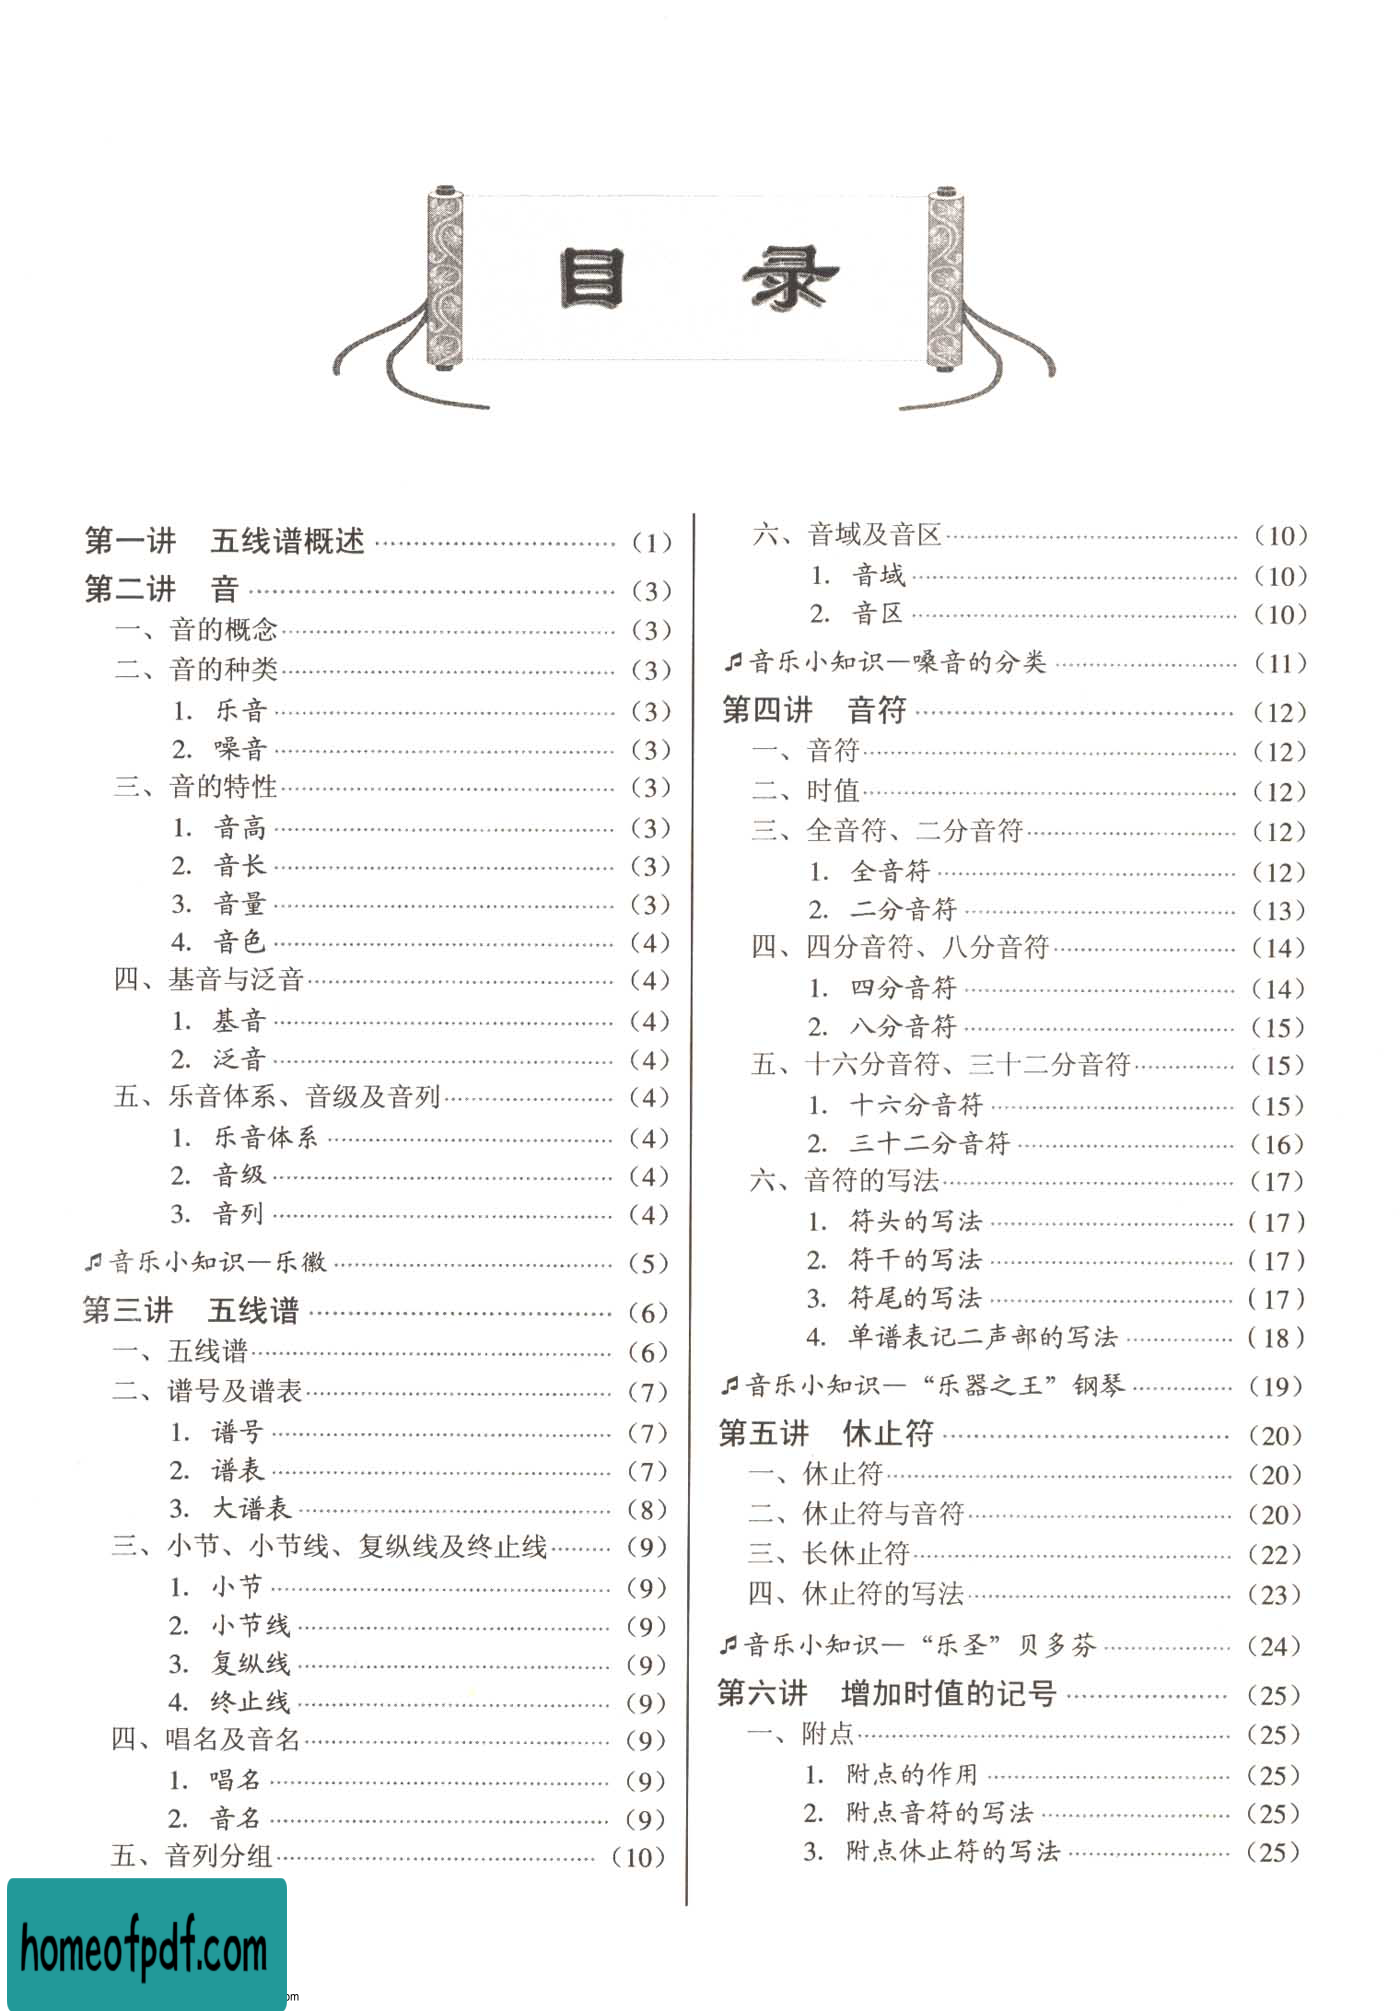 目 录
第一讲 五线谱概述 …… (1)
第二讲 音 …… (3)
一、音的概念 …… (3)
二、音的种类 …… (3)
1. 乐音 …… (3)
2. 噪音 …… (3)
三、音的特性 …… (3)
1. 音高 …… (3)
2. 音长 …… (3)
3. 音量 …… (3)
4. 音色 …… (4)
四、基音与泛音 …… (4)
1. 基音 …… (4)
2. 泛音 …… (4)
五、乐音体系、音级及音列 …… (4)
1. 乐音体系 …… (4)
2. 音级 …… (4)
3. 音列 …… (4)
♫音乐小知识—乐徽 …… (5)
第三讲 五线谱 …… (6)
一、五线谱 …… (6)
二、谱号及谱表 …… (7)
1. 谱号 …… (7)
2. 谱表 …… (7)
3. 大谱表 …… (8)
三、小节、小节线、复纵线及终止线 …… (9)
1. 小节 …… (9)
2. 小节线 …… (9)
3. 复纵线 …… (9)
4. 终止线 …… (9)
四、唱名及音名 …… (9)
1. 唱名 …… (9)
2. 音名 …… (9)
五、音列分组 …… (10)
六、音域及音区 …… (10)
1. 音域 …… (10)
2. 音区 …… (10)
♫音乐小知识—嗓音的分类 …… (11)
第四讲 音符 …… (12)
一、音符 …… (12)
二、时值 …… (12)
三、全音符、二分音符 …… (12)
1. 全音符 …… (12)
2. 二分音符 …… (13)
四、四分音符、八分音符 …… (14)
1. 四分音符 …… (14)
2. 八分音符 …… (15)
五、十六分音符、三十二分音符 …… (15)
1. 十六分音符 …… (15)
2. 三十二分音符 …… (16)
六、音符的写法 …… (17)
1. 符头的写法 …… (17)
2. 符干的写法 …… (17)
3. 符尾的写法 …… (17)
4. 单谱表记二声部的写法 …… (18)
♫音乐小知识—“乐器之王”钢琴 …… (19)
第五讲 休止符 …… (20)
一、休止符 …… (20)
二、休止符与音符 …… (20)
三、长休止符 …… (22)
四、休止符的写法 …… (23)
♫音乐小知识—“乐圣”贝多芬 …… (24)
第六讲 增加时值的记号 …… (25)
一、附点 …… (25)
1. 附点的作用 …… (25)
2. 附点音符的写法 …… (25)
3. 附点休止符的写法 …… (25)
homeofpdf.com
om